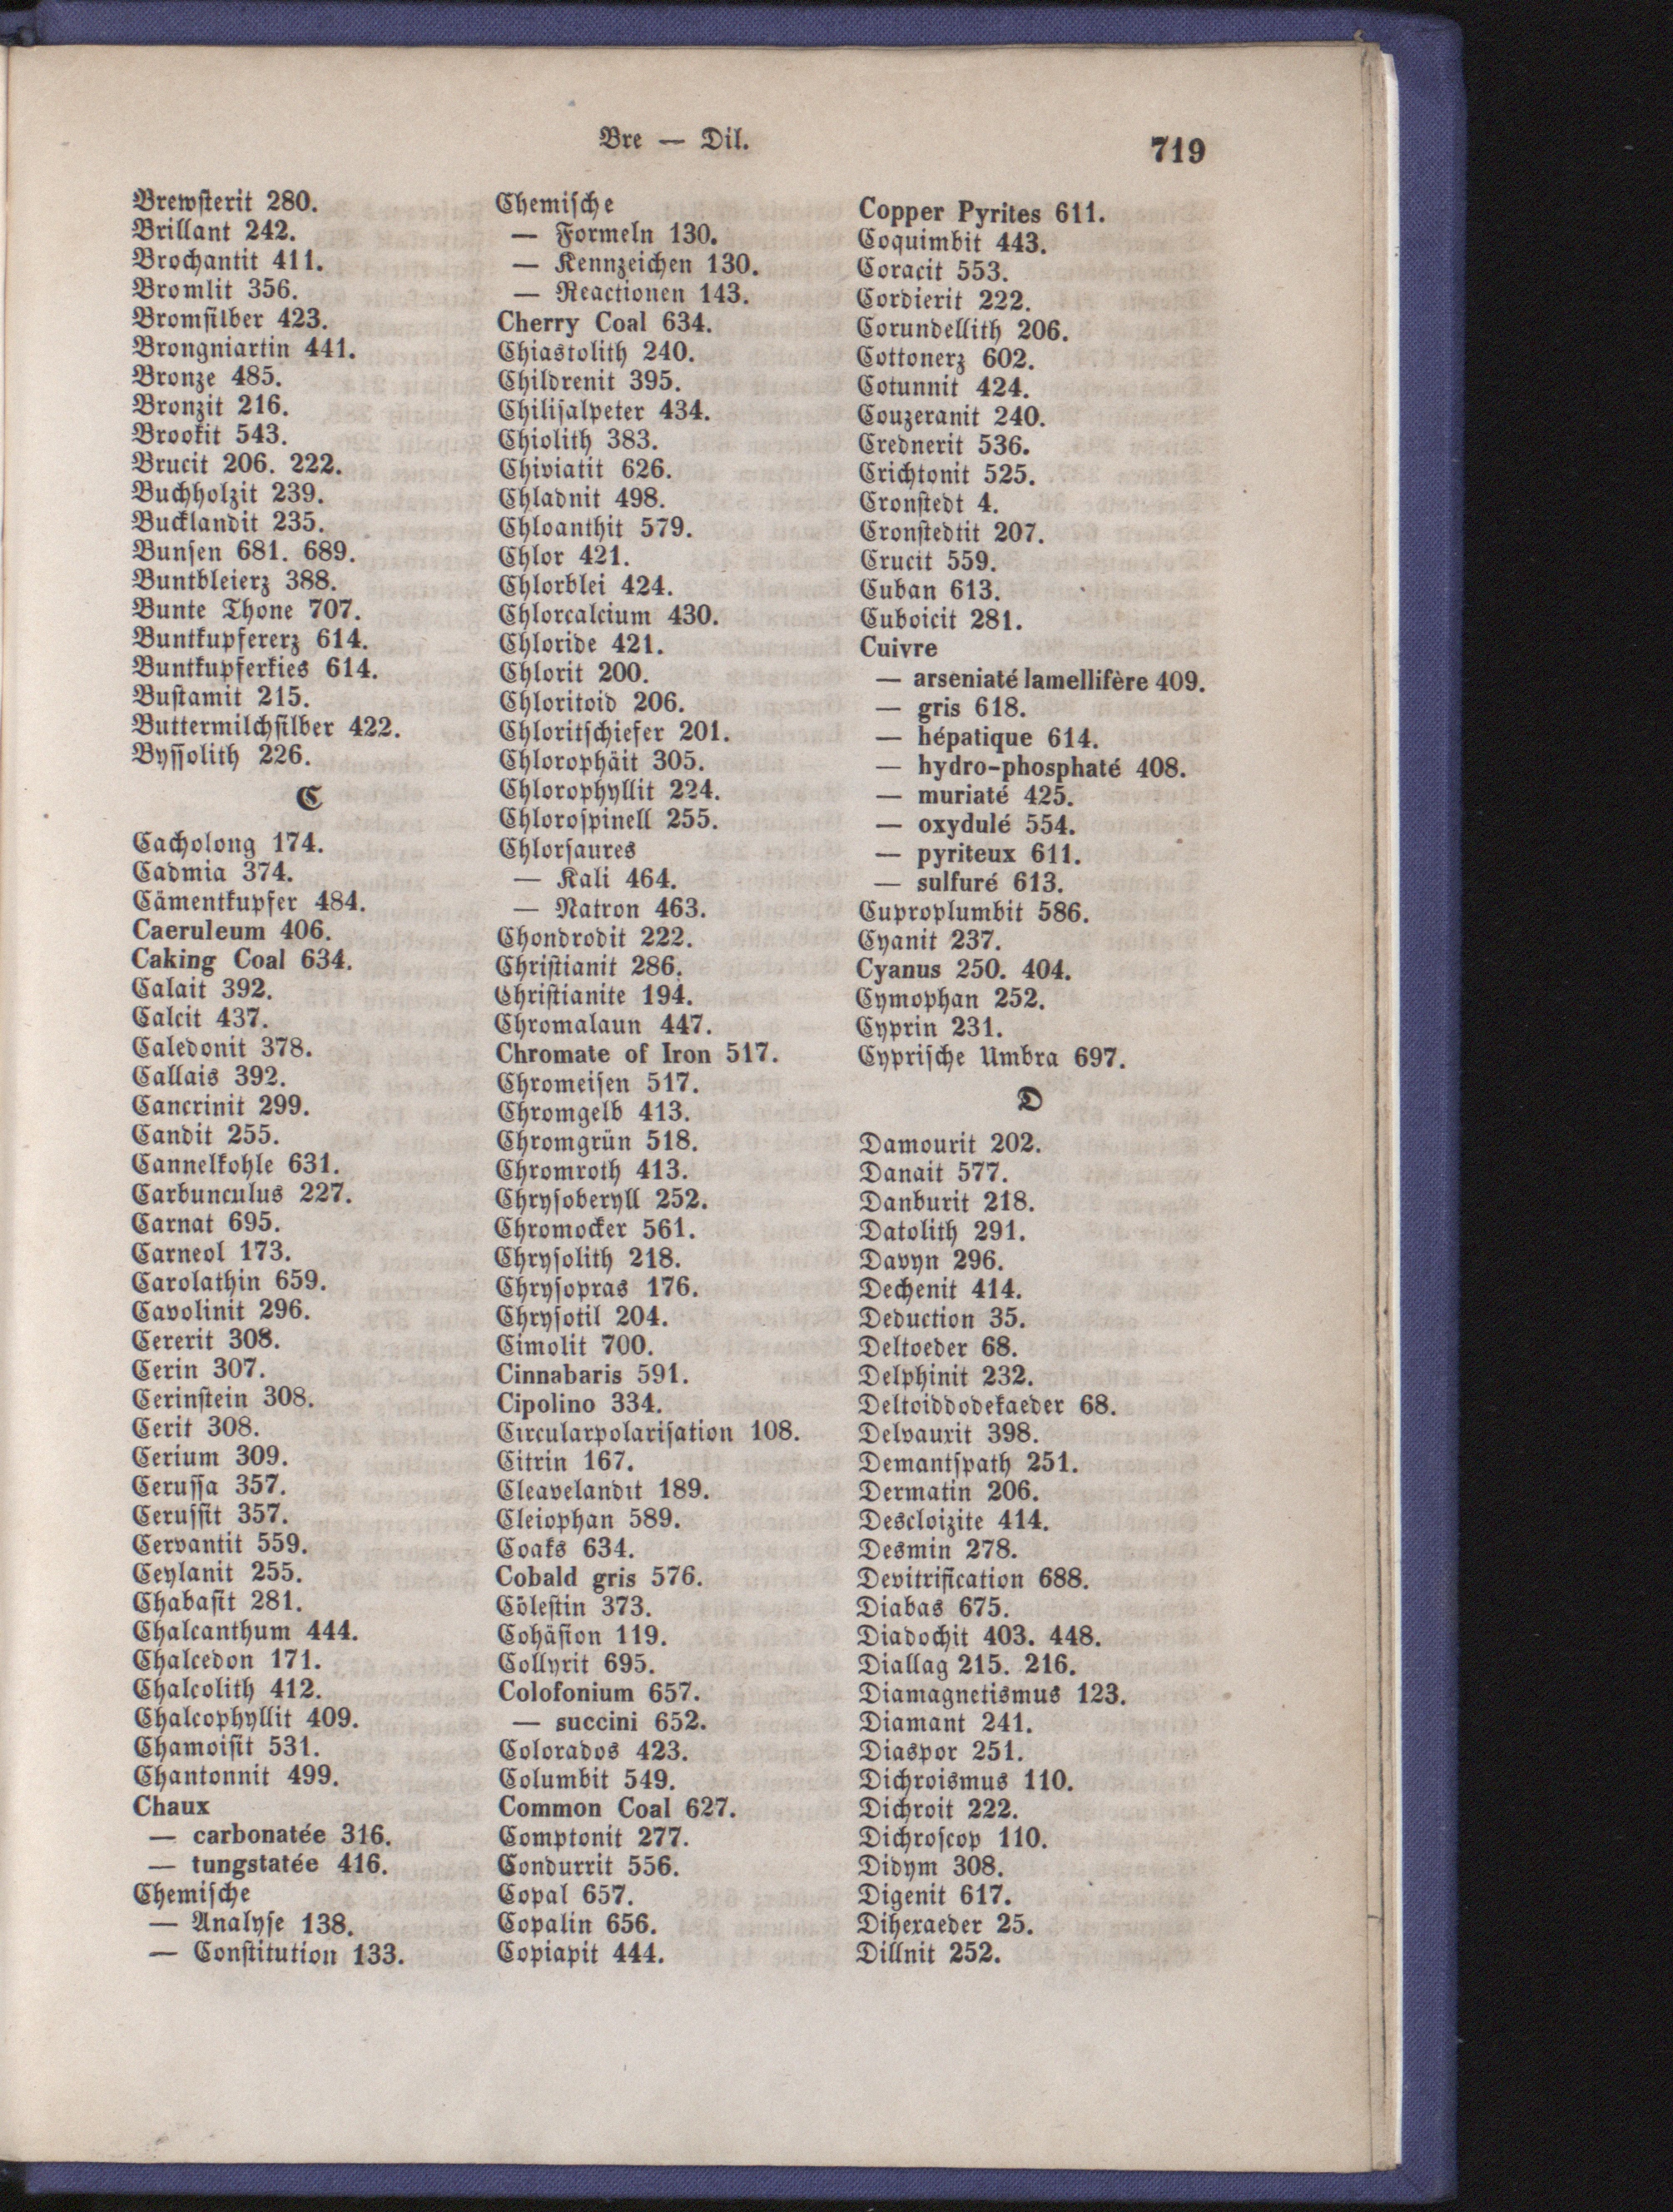 Bre — Dil.
719
Brewsterit 280.
Brillant 242.
Brochantit 411.
Bromlit 356.
Bromsilber 423.
Brongniartin 441.
Bronze 485.
Bronzit 216.
Brookit 543.
Brucit 206. 222.
Buchholzit 239.
Bucklandit 235.
Bunsen 681. 689.
Buntbleierz 388.
Bunte Thone 707.
Buntkupfererz 614.
Buntkupferkies 614.
Bustamit 215.
Buttermilchsilber 422.
Byssolith 226.
C
Cacholong 174.
Cadmia 374.
Cämentkupfer 484.
Caeruleum 406.
Caking Coal 634.
Calait 392.
Calcit 437.
Caledonit 378.
Callais 392.
Cancrinit 299.
Candit 255.
Cannelkohle 631.
Carbunculus 227.
Carnat 695.
Carneol 173.
Carolathin 659.
Cavolinit 296.
Cererit 308.
Cerin 307.
Cerinstein 308.
Cerit 308.
Cerium 309.
Cerussa 357.
Cerussit 357.
Cervantit 559.
Ceylanit 255.
Chabasit 281.
Chalcanthum 444.
Chalcedon 171.
Chalcolith 412.
Chalcophyllit 409.
Chamoisit 531.
Chantonnit 499.
Chaux
— carbonatée 316.
— tungstatée 416.
Chemische
— Analyse 138.
— Constitution 133.
Chemische
— Formeln 130.
— Kennzeichen 130.
— Reactionen 143.
Cherry Coal 634.
Chiastolith 240.
Childrenit 395.
Chilisalpeter 434.
Chiolith 383.
Chiviatit 626.
Chladnit 498.
Chloanthit 579.
Chlor 421.
Chlorblei 424.
Chlorcalcium 430.
Chloride 421.
Chlorit 200.
Chloritoid 206.
Chloritschiefer 201.
Chlorophäit 305.
Chlorophyllit 224.
Chlorospinell 255.
Chlorsaures
— Kali 464.
— Natron 463.
Chondrodit 222.
Christianit 286.
Christianite 194.
Chromalaun 447.
Chromate of Iron 517.
Chromeisen 517.
Chromgelb 413.
Chromgrün 518.
Chromroth 413.
Chrysoberyll 252.
Chromocker 561.
Chrysolith 218.
Chrysopras 176.
Chrysotil 204.
Cimolit 700.
Cinnabaris 591.
Cipolino 334.
Circularpolarisation 108.
Citrin 167.
Cleavelandit 189.
Cleiophan 589.
Coaks 634.
Cobald gris 576.
Cölestin 373.
Cohäsion 119.
Collyrit 695.
Colofonium 657.
— succini 652.
Colorados 423.
Columbit 549.
Common Coal 627.
Comptonit 277.
Condurrit 556.
Copal 657.
Copalin 656.
Copiapit 444.
Copper Pyrites 611.
Coquimbit 443.
Coracit 553.
Cordierit 222.
Corundellith 206.
Cottonerz 602.
Cotunnit 424.
Couzeranit 240.
Crednerit 536.
Crichtonit 525.
Cronstedt 4.
Cronstedtit 207.
Crucit 559.
Cuban 613.
Cuboicit 281.
Cuivre
— arseniaté lamellifère 409.
— gris 618.
— hépatique 614.
— hydro-phosphaté 408.
— muriaté 425.
— oxydulé 554.
— pyriteux 611.
— sulfuré 613.
Cuproplumbit 586.
Cyanit 237.
Cyanus 250. 404.
Cymophan 252.
Cyprin 231.
Cyprische Umbra 697.
D
Damourit 202.
Danait 577.
Danburit 218.
Datolith 291.
Davyn 296.
Dechenit 414.
Deduction 35.
Deltoeder 68.
Delphinit 232.
Deltoiddodekaeder 68.
Delvauxit 398.
Demantspath 251.
Dermatin 206.
Descloizite 414.
Desmin 278.
Devitrification 688.
Diabas 675.
Diadochit 403. 448.
Diallag 215. 216.
Diamagnetismus 123.
Diamant 241.
Diaspor 251.
Dichroismus 110.
Dichroit 222.
Dichroscop 110.
Didym 308.
Digenit 617.
Dihexaeder 25.
Dillnit 252.